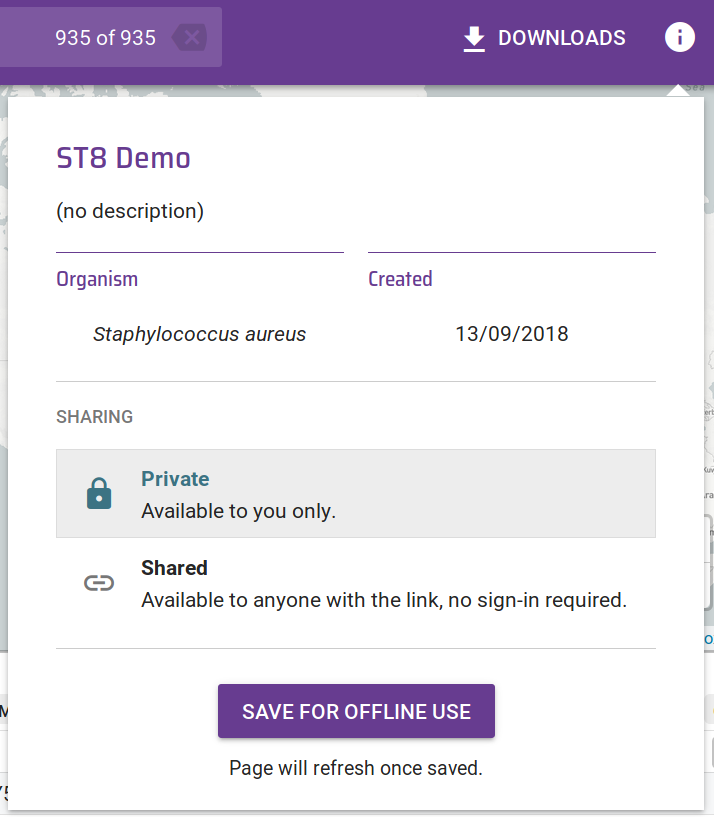 935 of 935
DOWNLOADS
Sea
ST8 Demo
(no description)
Organism
Created
Staphylococcus aureus
13/09/2018
SHARING
Private
Available to you only.
Shared
Available to anyone with the link, no sign-in required.
SAVE FOR OFFLINE USE
Page will refresh once saved.